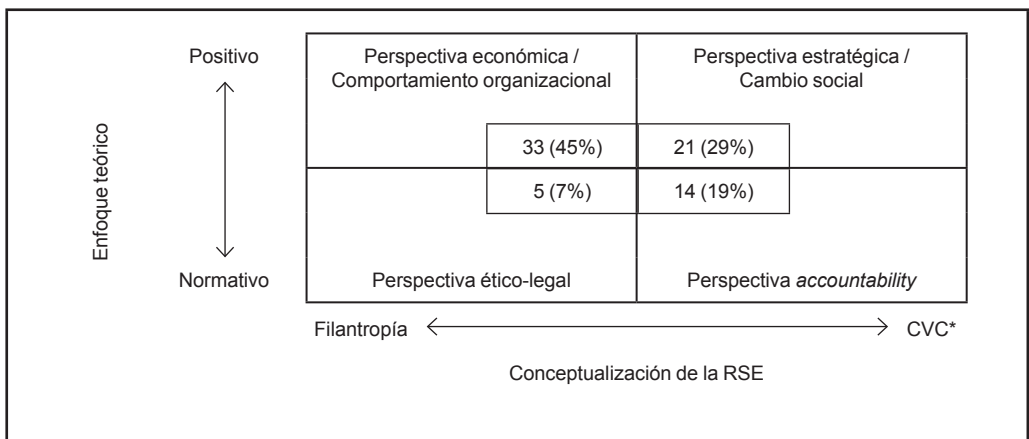 Positivo
Perspectiva económica /
Comportamiento organizacional
Perspectiva estratégica /
Cambio social
33 (45%)
21 (29%)
Enfoque teórico
5 (7%)
14 (19%)
Normativo
Perspectiva ético-legal
Perspectiva accountability
Filantropía
CVC*
Conceptualización de la RSE